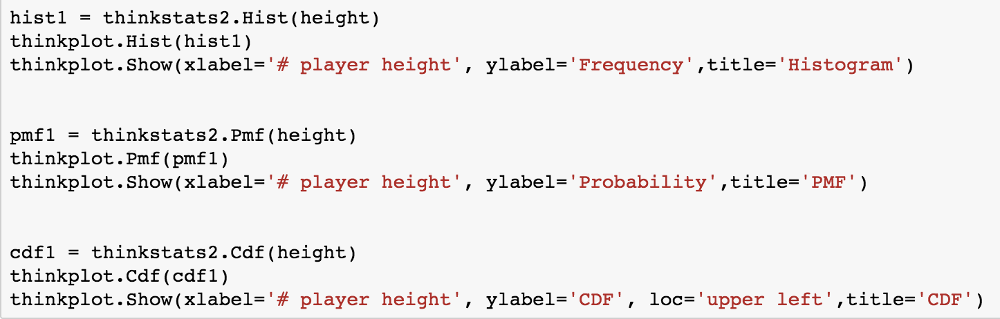 hist1 = thinkstats2.Hist(height)
thinkplot.Hist(hist1)
thinkplot.Show(xlabel='# player height', ylabel='Frequency',title='Histogram')
pmf1 = thinkstats2.Pmf(height)
thinkplot.Pmf(pmf1)
thinkplot.Show(xlabel='# player height', ylabel='Probability',title='PMF')
cdf1 = thinkstats2.Cdf(height)
thinkplot.Cdf(cdf1)
thinkplot.Show(xlabel='# player height', ylabel='CDF', loc='upper left',title='CDF')